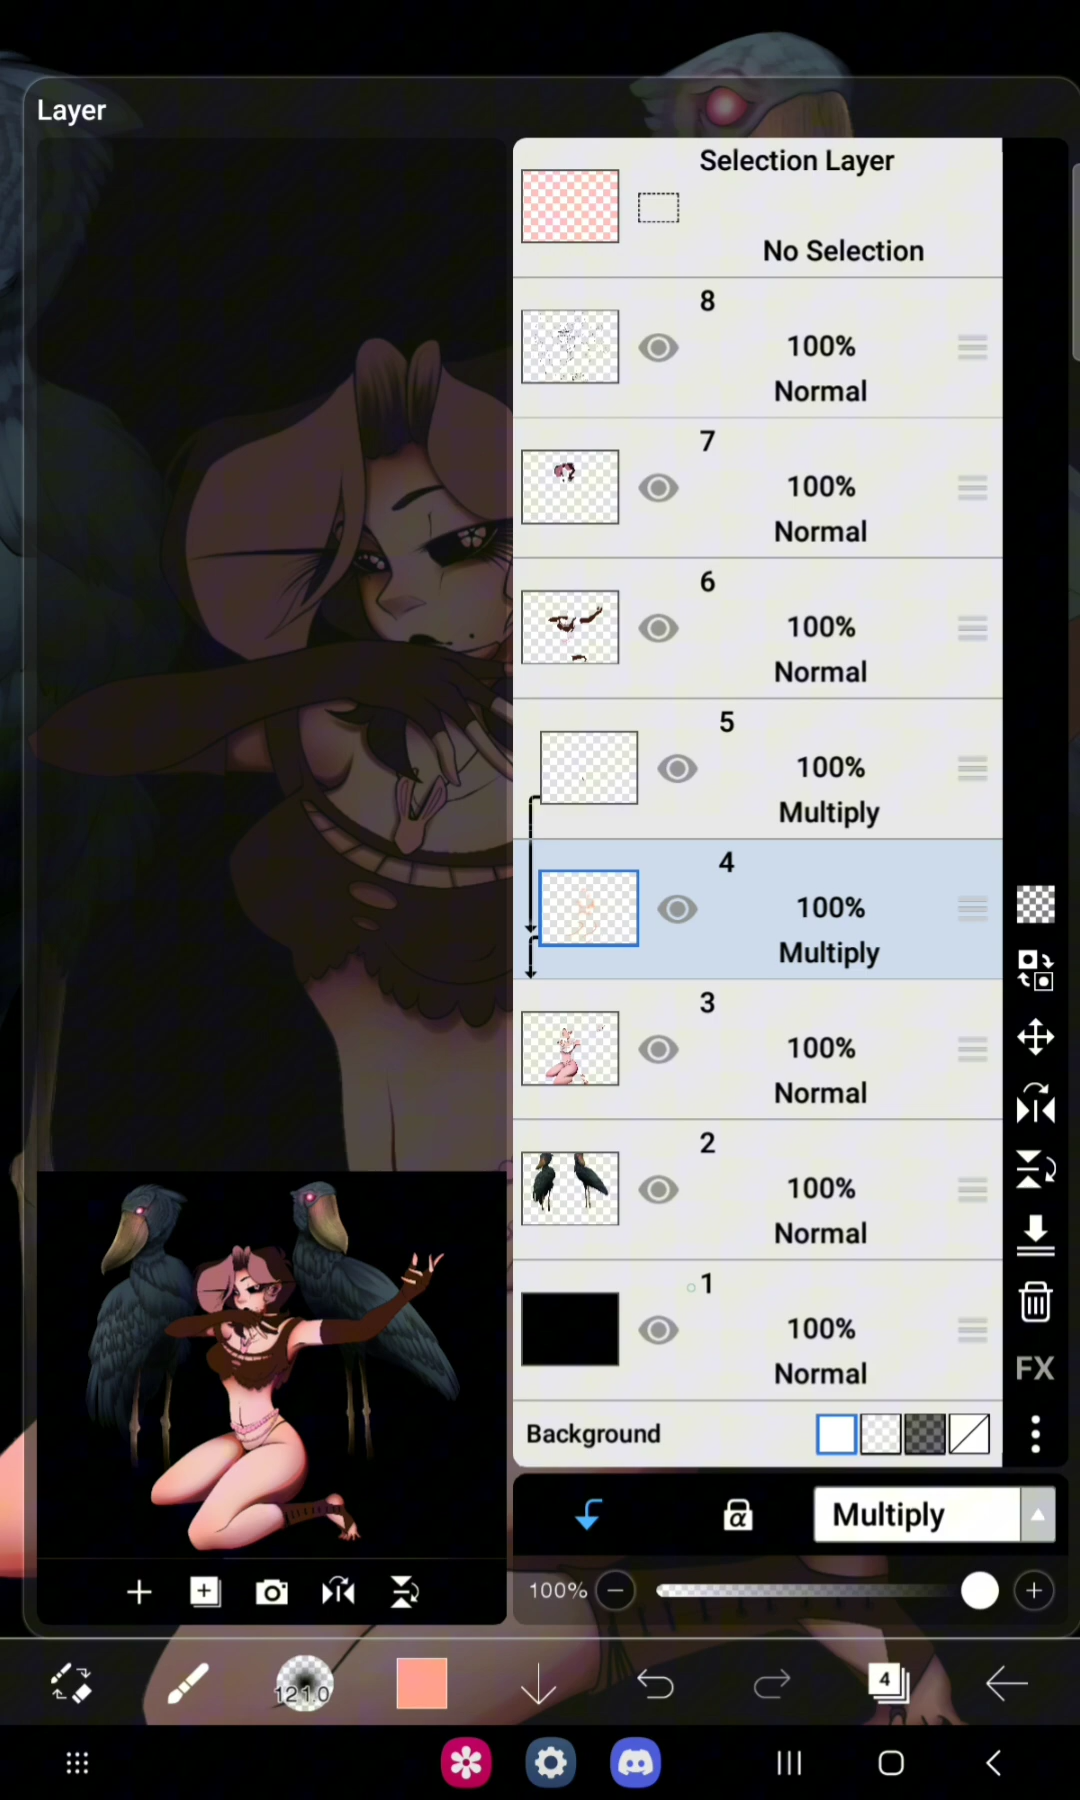 Layer
Selection Layer
No Selection
8
100%
Normal
7
100%
Normal
6
100%
Normal
5
100%
Multiply
4
100%
Multiply
3
100%
Normal
2
100%
Normal
1
100%
Normal
Background
FX
α
Multiply
100%
121.0
4